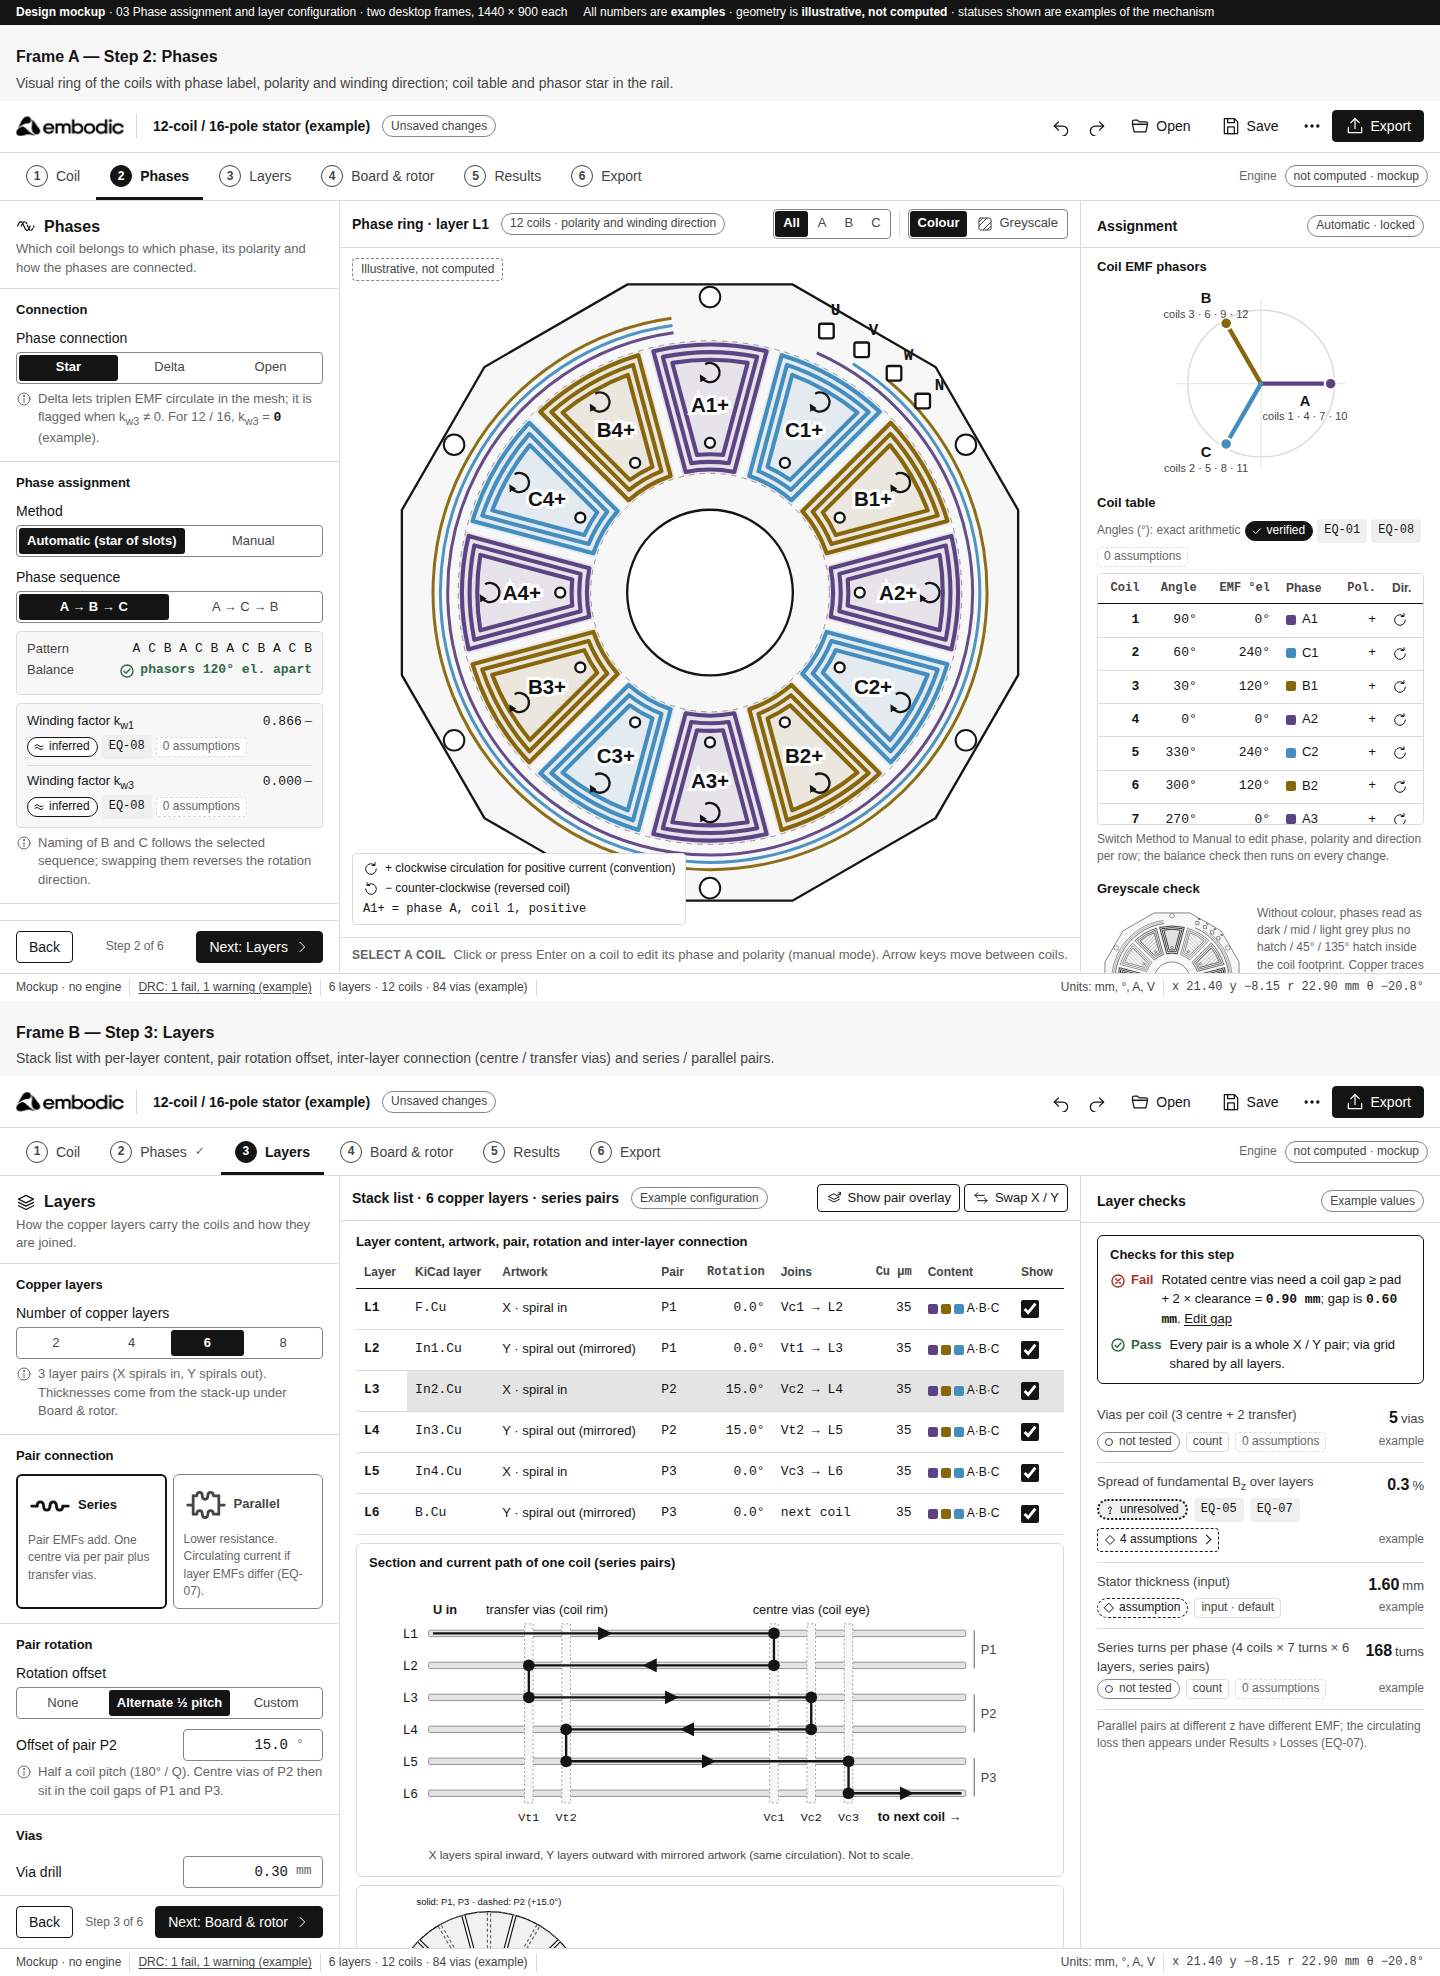 Design mockup · 03 Phase assignment and layer configuration · two desktop frames, 1440 × 900 each All numbers are examples · geometry is illustrative, not computed · statuses shown are examples of the mechanism
Frame A — Step 2: Phases
Visual ring of the coils with phase label, polarity and winding direction; coil table and phasor star in the rail.
embodic
12-coil / 16-pole stator (example)
Unsaved changes
Open
Save
Export
1 Coil
2 Phases
3 Layers
4 Board & rotor
5 Results
6 Export
Engine not computed · mockup
Phases
Which coil belongs to which phase, its polarity and
how the phases are connected.
Connection
Phase connection
Star Delta Open
Delta lets triplen EMF circulate in the mesh; it is
flagged when kw3 ≠ 0. For 12 / 16, kw3 = 0
(example).
Phase assignment
Method
Automatic (star of slots) Manual
Phase sequence
A → B → C A → C → B
Pattern A C B A C B A C B A C B
Balance phasors 120° el. apart
Winding factor kw1 0.866 –
inferred EQ-08 0 assumptions
Winding factor kw3 0.000 –
inferred EQ-08 0 assumptions
Naming of B and C follows the selected
sequence; swapping them reverses the rotation
direction.
Back Step 2 of 6 Next: Layers
Phase ring · layer L1 12 coils · polarity and winding direction
All A B C Colour Greyscale
Illustrative, not computed
U
V
W
N
A1+
B4+
C1+
C4+
B1+
A4+
A2+
B3+
C2+
C3+
B2+
A3+
+ clockwise circulation for positive current (convention)
− counter-clockwise (reversed coil)
A1+ = phase A, coil 1, positive
SELECT A COIL Click or press Enter on a coil to edit its phase and polarity (manual mode). Arrow keys move between coils.
Assignment Automatic · locked
Coil EMF phasors
B
coils 3 · 6 · 9 · 12
A
coils 1 · 4 · 7 · 10
C
coils 2 · 5 · 8 · 11
Coil table
Angles (°): exact arithmetic verified EQ-01 EQ-08
0 assumptions
Coil Angle EMF °el Phase Pol. Dir.
1 90° 0° A1 +
2 60° 240° C1 +
3 30° 120° B1 +
4 0° 0° A2 +
5 330° 240° C2 +
6 300° 120° B2 +
7 270° 0° A3 +
Switch Method to Manual to edit phase, polarity and direction
per row; the balance check then runs on every change.
Greyscale check
Without colour, phases read as
dark / mid / light grey plus no
hatch / 45° / 135° hatch inside
the coil footprint. Copper traces
Mockup · no engine DRC: 1 fail, 1 warning (example) 6 layers · 12 coils · 84 vias (example)
Units: mm, °, A, V x 21.40 y −8.15 r 22.90 mm θ −20.8°
Frame B — Step 3: Layers
Stack list with per-layer content, pair rotation offset, inter-layer connection (centre / transfer vias) and series / parallel pairs.
embodic
12-coil / 16-pole stator (example)
Unsaved changes
Open
Save
Export
1 Coil
2 Phases ✓
3 Layers
4 Board & rotor
5 Results
6 Export
Engine not computed · mockup
Layers
How the copper layers carry the coils and how they
are joined.
Copper layers
Number of copper layers
2 4 6 8
3 layer pairs (X spirals in, Y spirals out).
Thicknesses come from the stack-up under
Board & rotor.
Pair connection
Series
Pair EMFs add. One
centre via per pair plus
transfer vias.
Parallel
Lower resistance.
Circulating current if
layer EMFs differ (EQ-
07).
Pair rotation
Rotation offset
None Alternate ½ pitch Custom
Offset of pair P2 15.0 °
Half a coil pitch (180° / Q). Centre vias of P2 then
sit in the coil gaps of P1 and P3.
Vias
Via drill 0.30 mm
Back Step 3 of 6 Next: Board & rotor
Stack list · 6 copper layers · series pairs Example configuration
Show pair overlay Swap X / Y
Layer content, artwork, pair, rotation and inter-layer connection
Layer KiCad layer Artwork Pair Rotation Joins Cu µm Content Show
L1 F.Cu X · spiral in P1 0.0° Vc1 → L2 35 A·B·C
L2 In1.Cu Y · spiral out (mirrored) P1 0.0° Vt1 → L3 35 A·B·C
L3 In2.Cu X · spiral in P2 15.0° Vc2 → L4 35 A·B·C
L4 In3.Cu Y · spiral out (mirrored) P2 15.0° Vt2 → L5 35 A·B·C
L5 In4.Cu X · spiral in P3 0.0° Vc3 → L6 35 A·B·C
L6 B.Cu Y · spiral out (mirrored) P3 0.0° next coil 35 A·B·C
Section and current path of one coil (series pairs)
U in transfer vias (coil rim) centre vias (coil eye)
L1
P1
L2
L3
P2
L4
L5
P3
L6
Vt1 Vt2 Vc1 Vc2 Vc3 to next coil →
X layers spiral inward, Y layers outward with mirrored artwork (same circulation). Not to scale.
solid: P1, P3 · dashed: P2 (+15.0°)
Layer checks Example values
Checks for this step
Fail Rotated centre vias need a coil gap ≥ pad
+ 2 × clearance = 0.90 mm; gap is 0.60
mm. Edit gap
Pass Every pair is a whole X / Y pair; via grid
shared by all layers.
Vias per coil (3 centre + 2 transfer) 5 vias
not tested count 0 assumptions example
Spread of fundamental Bz over layers 0.3 %
? unresolved EQ-05 EQ-07
4 assumptions example
Stator thickness (input) 1.60 mm
assumption input · default example
Series turns per phase (4 coils × 7 turns × 6
layers, series pairs) 168 turns
not tested count 0 assumptions example
Parallel pairs at different z have different EMF; the circulating
loss then appears under Results › Losses (EQ-07).
Mockup · no engine DRC: 1 fail, 1 warning (example) 6 layers · 12 coils · 84 vias (example)
Units: mm, °, A, V x 21.40 y −8.15 r 22.90 mm θ −20.8°